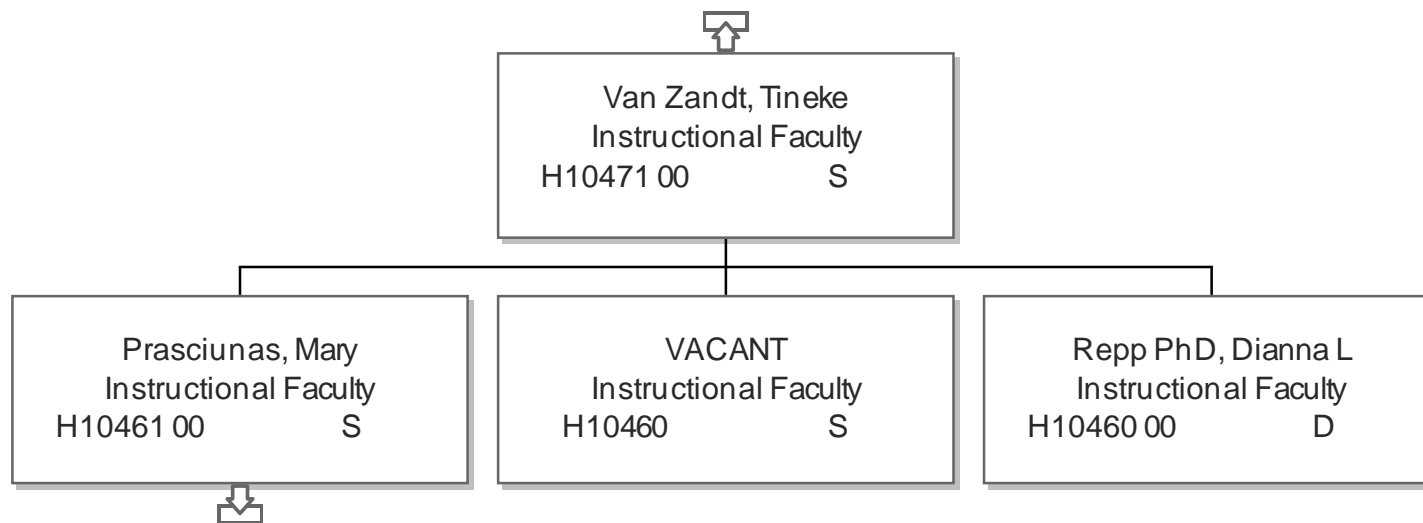 Van Zandt, Tineke
Instructional Faculty
H10471 00 S
Prasciunas, Mary
Instructional Faculty
H10461 00 S
VACANT
Instructional Faculty
H10460 S
Repp PhD, Dianna L
Instructional Faculty
H10460 00 D